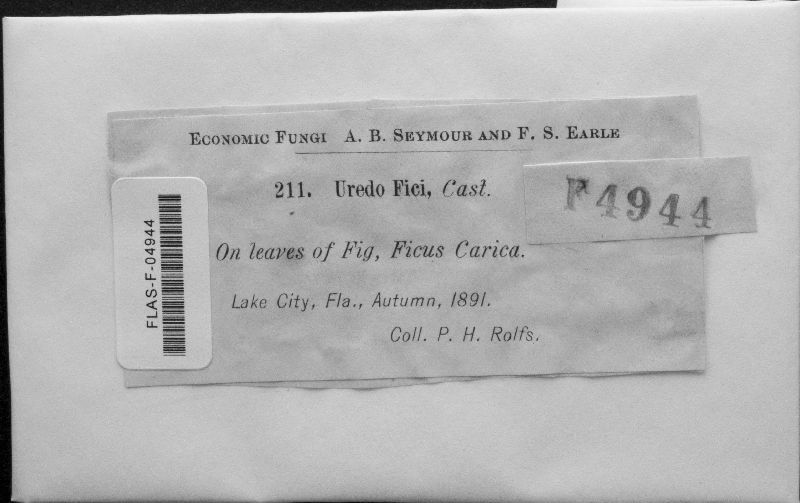 ECONOMIC FUNGI A. B. SEYMOUR AND F. S. EARLE
211. Uredo Fici, Cast.
F4944
On leaves of Fig, Ficus Carica.
Lake City, Fla., Autumn, 1891.
Coll. P. H. Rolfs.
FLAS-F-04944